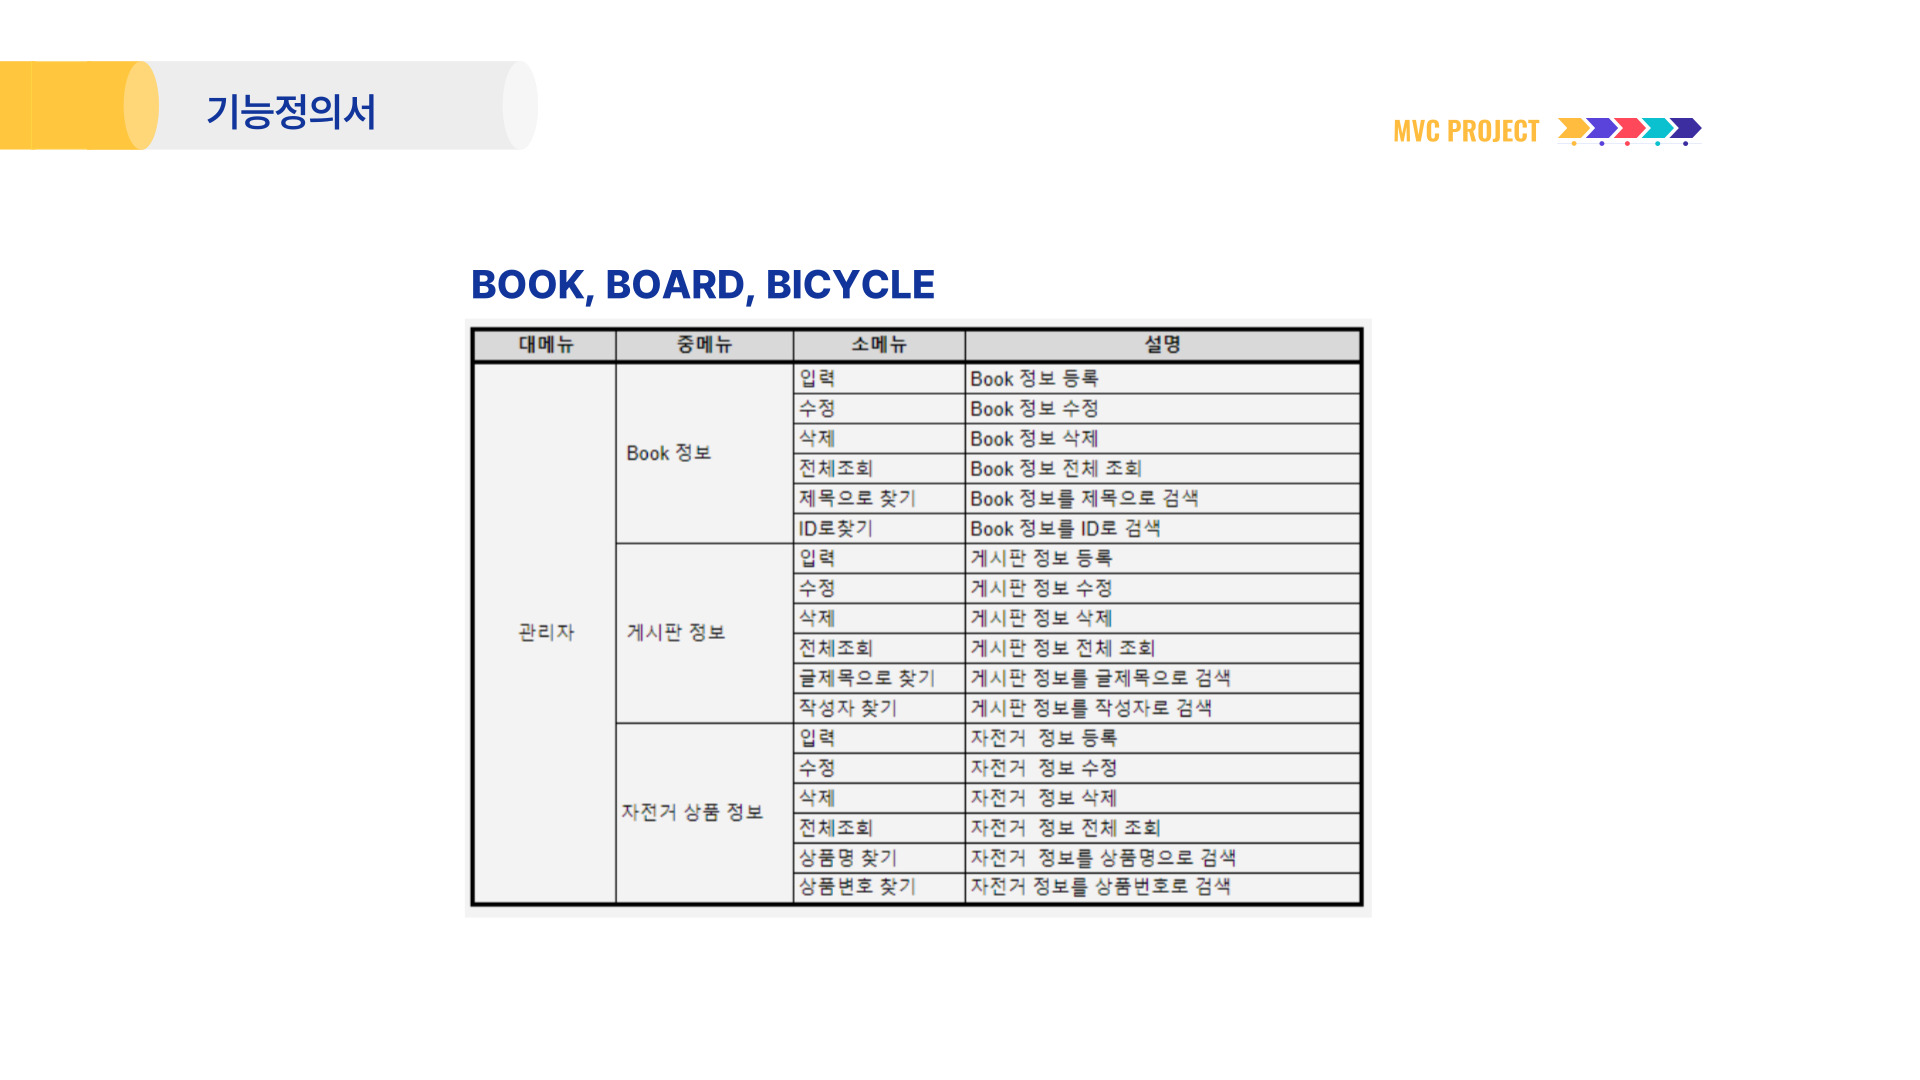 기능정의서
MVC PROJECT
BOOK, BOARD, BICYCLE
대메뉴 중메뉴 소메뉴 설명
관리자
Book 정보
입력 Book 정보 등록
수정 Book 정보 수정
삭제 Book 정보 삭제
전체조회 Book 정보 전체 조회
제목으로 찾기 Book 정보를 제목으로 검색
ID로찾기 Book 정보를 ID로 검색
게시판 정보
입력 게시판 정보 등록
수정 게시판 정보 수정
삭제 게시판 정보 삭제
전체조회 게시판 정보 전체 조회
글제목으로 찾기 게시판 정보를 글제목으로 검색
작성자 찾기 게시판 정보를 작성자로 검색
자전거 상품 정보
입력 자전거 정보 등록
수정 자전거 정보 수정
삭제 자전거 정보 삭제
전체조회 자전거 정보 전체 조회
상품명 찾기 자전거 정보를 상품명으로 검색
상품변호 찾기 자전거 정보를 상품번호로 검색